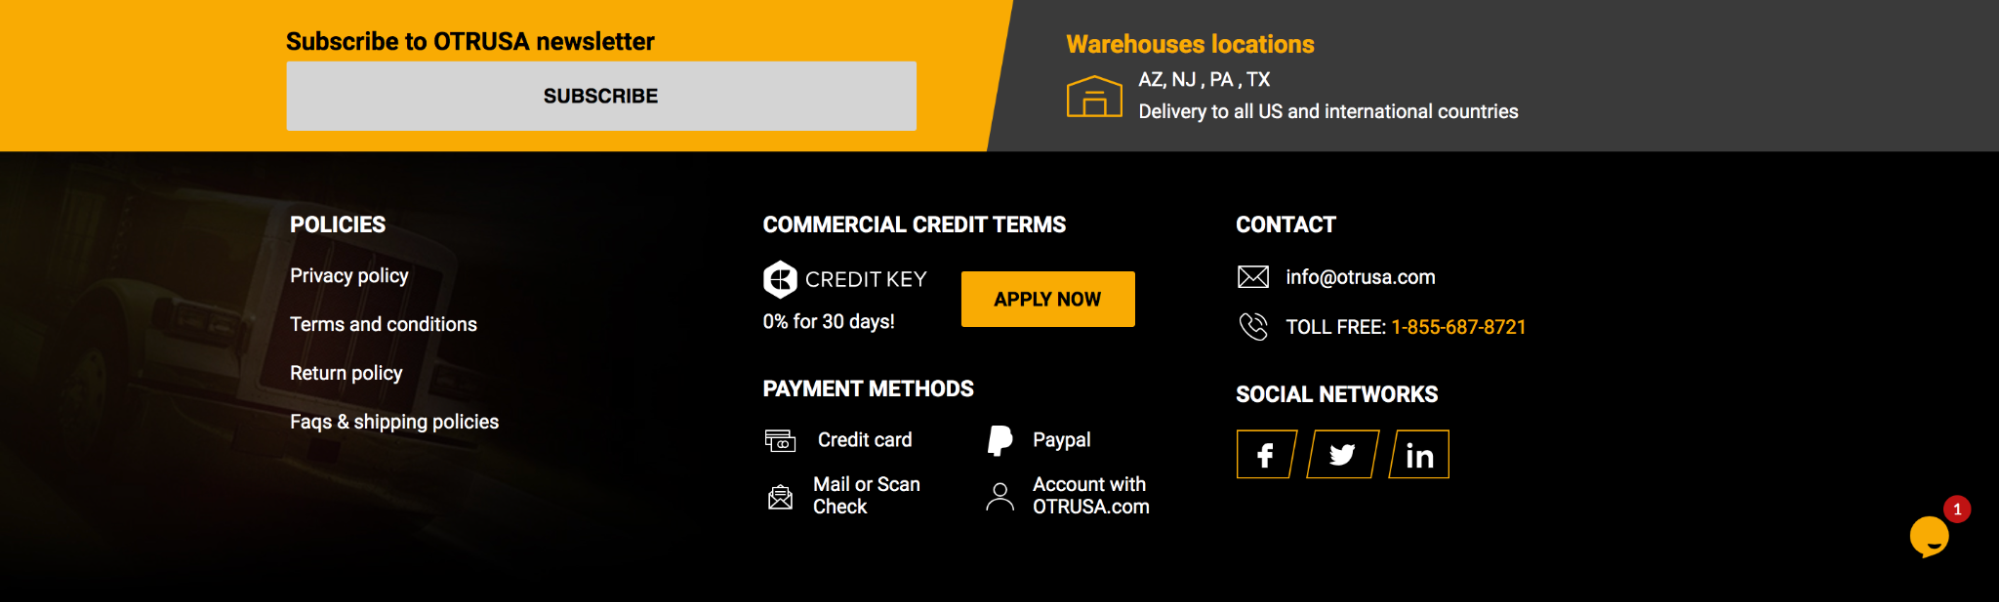 Subscribe to OTRUSA newsletter
SUBSCRIBE
Warehouses locations
AZ, NJ , PA , TX
Delivery to all US and international countries
POLICIES
Privacy policy
Terms and conditions
Return policy
Faqs & shipping policies
COMMERCIAL CREDIT TERMS
CREDIT KEY
0% for 30 days!
APPLY NOW
PAYMENT METHODS
Credit card
Paypal
Mail or Scan
Check
Account with
OTRUSA.com
CONTACT
info@otrusa.com
TOLL FREE: 1-855-687-8721
SOCIAL NETWORKS
f
in
1